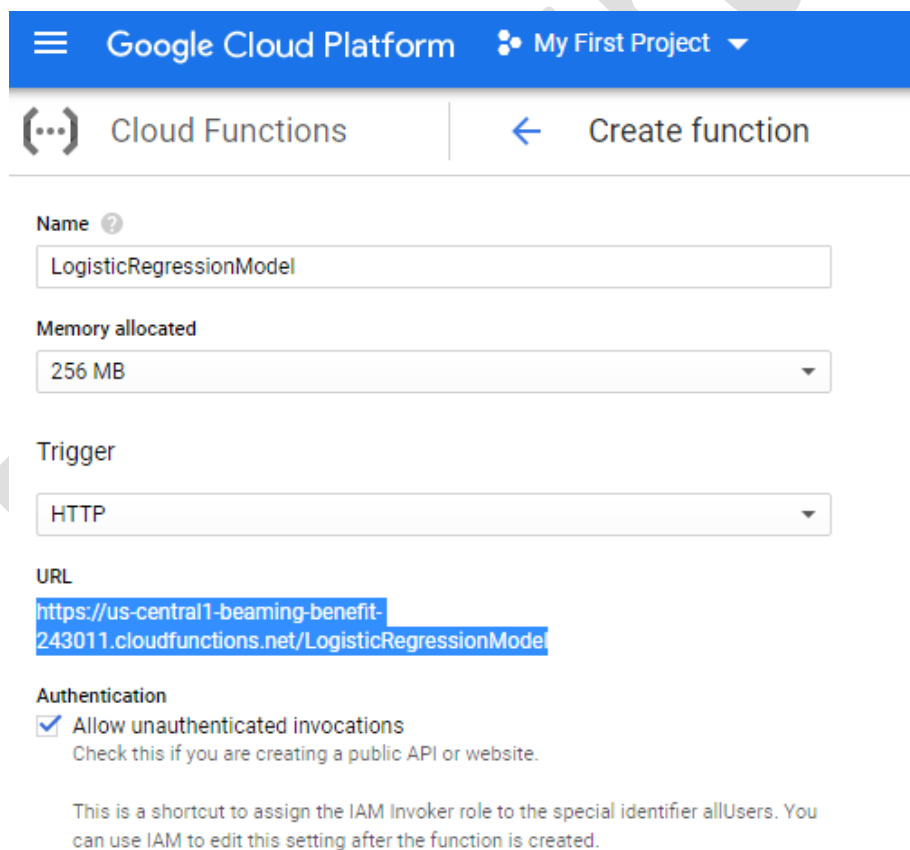 Google Cloud Platform My First Project
Cloud Functions Create function
Name
LogisticRegressionModel
Memory allocated
256 MB
Trigger
HTTP
URL
https://us-central1-beaming-benefit-
243011.cloudfunctions.net/LogisticRegressionModel
Authentication
Allow unauthenticated invocations
Check this if you are creating a public API or website.
This is a shortcut to assign the IAM Invoker role to the special identifier allUsers. You
can use IAM to edit this setting after the function is created.